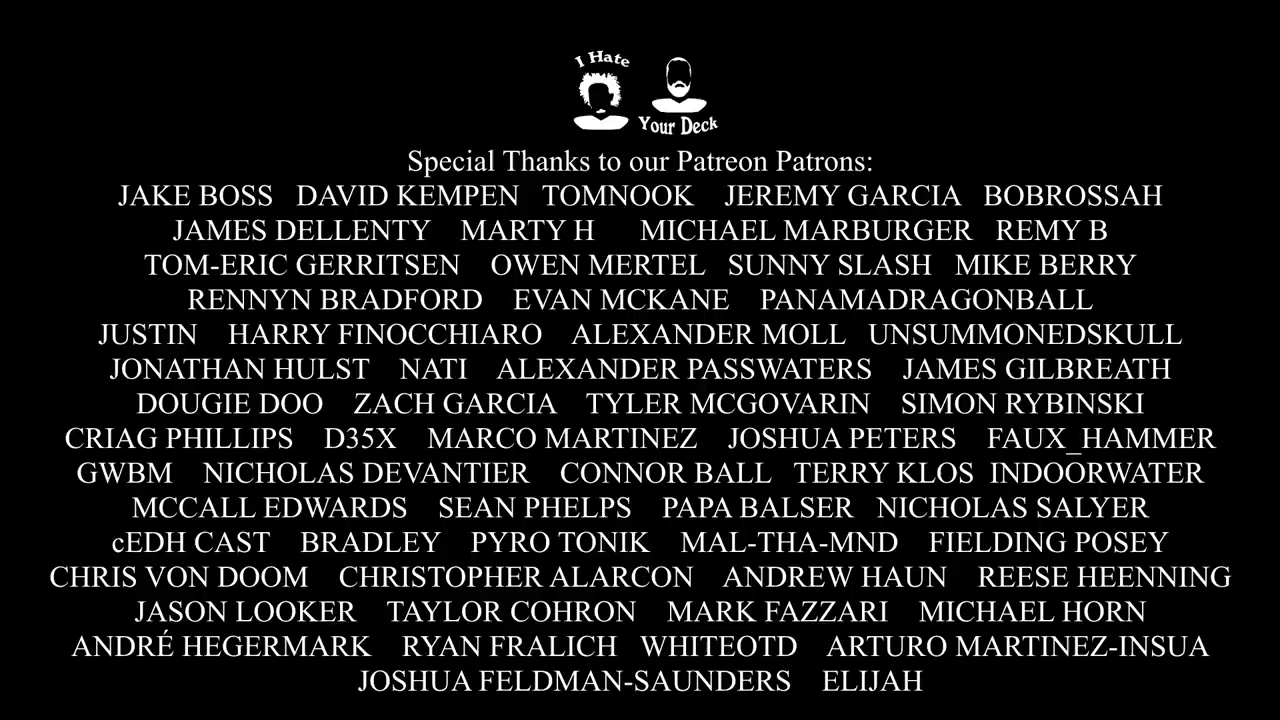 I Hate
Your Deck
Special Thanks to our Patreon Patrons:
JAKE BOSS DAVID KEMPEN TOMNOOK JEREMY GARCIA BOBROSSAH
JAMES DELLENTY MARTY H MICHAEL MARBURGER REMY B
TOM-ERIC GERRITSEN OWEN MERTEL SUNNY SLASH MIKE BERRY
RENNYN BRADFORD EVAN MCKANE PANAMADRAGONBALL
JUSTIN HARRY FINOCCHIARO ALEXANDER MOLL UNSUMMONEDSKULL
JONATHAN HULST NATI ALEXANDER PASSWATERS JAMES GILBREATH
DOUGIE DOO ZACH GARCIA TYLER MCGOVARIN SIMON RYBINSKI
CRIAG PHILLIPS D35X MARCO MARTINEZ JOSHUA PETERS FAUX_HAMMER
GWBM NICHOLAS DEVANTIER CONNOR BALL TERRY KLOS INDOORWATER
MCCALL EDWARDS SEAN PHELPS PAPA BALSER NICHOLAS SALYER
cEDH CAST BRADLEY PYRO TONIK MAL-THA-MND FIELDING POSEY
CHRIS VON DOOM CHRISTOPHER ALARCON ANDREW HAUN REESE HEENNING
JASON LOOKER TAYLOR COHRON MARK FAZZARI MICHAEL HORN
ANDRÉ HEGERMARK RYAN FRALICH WHITEOTD ARTURO MARTINEZ-INSUA
JOSHUA FELDMAN-SAUNDERS ELIJAH